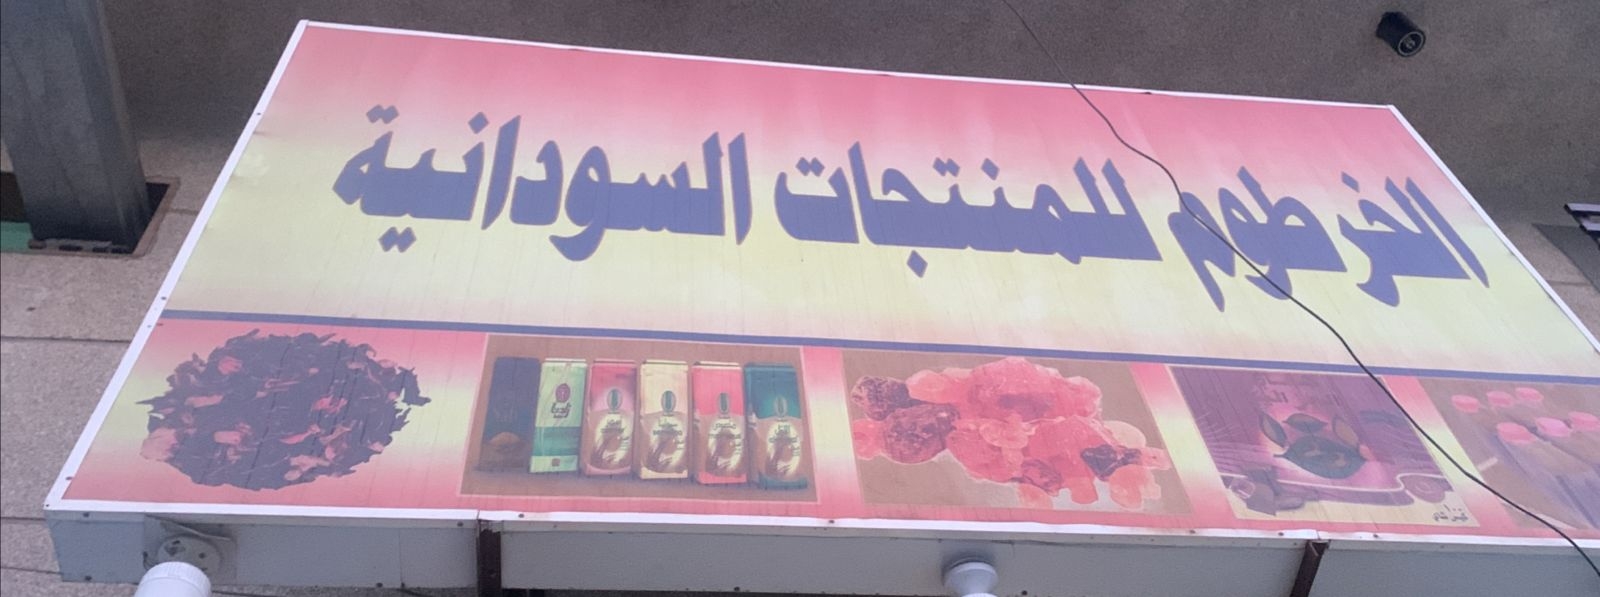 الخرطوم للمنتجات السودانية